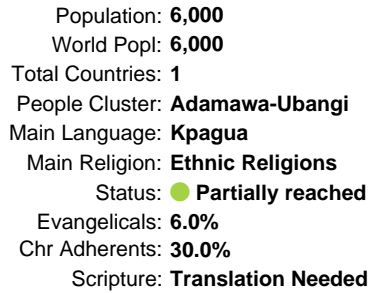 Population: 6,000
World Popl: 6,000
Total Countries: 1
People Cluster: Adamawa-Ubangi
Main Language: Kpagua
Main Religion: Ethnic Religions
Status: Partially reached
Evangelicals: 6.0%
Chr Adherents: 30.0%
Scripture: Translation Needed